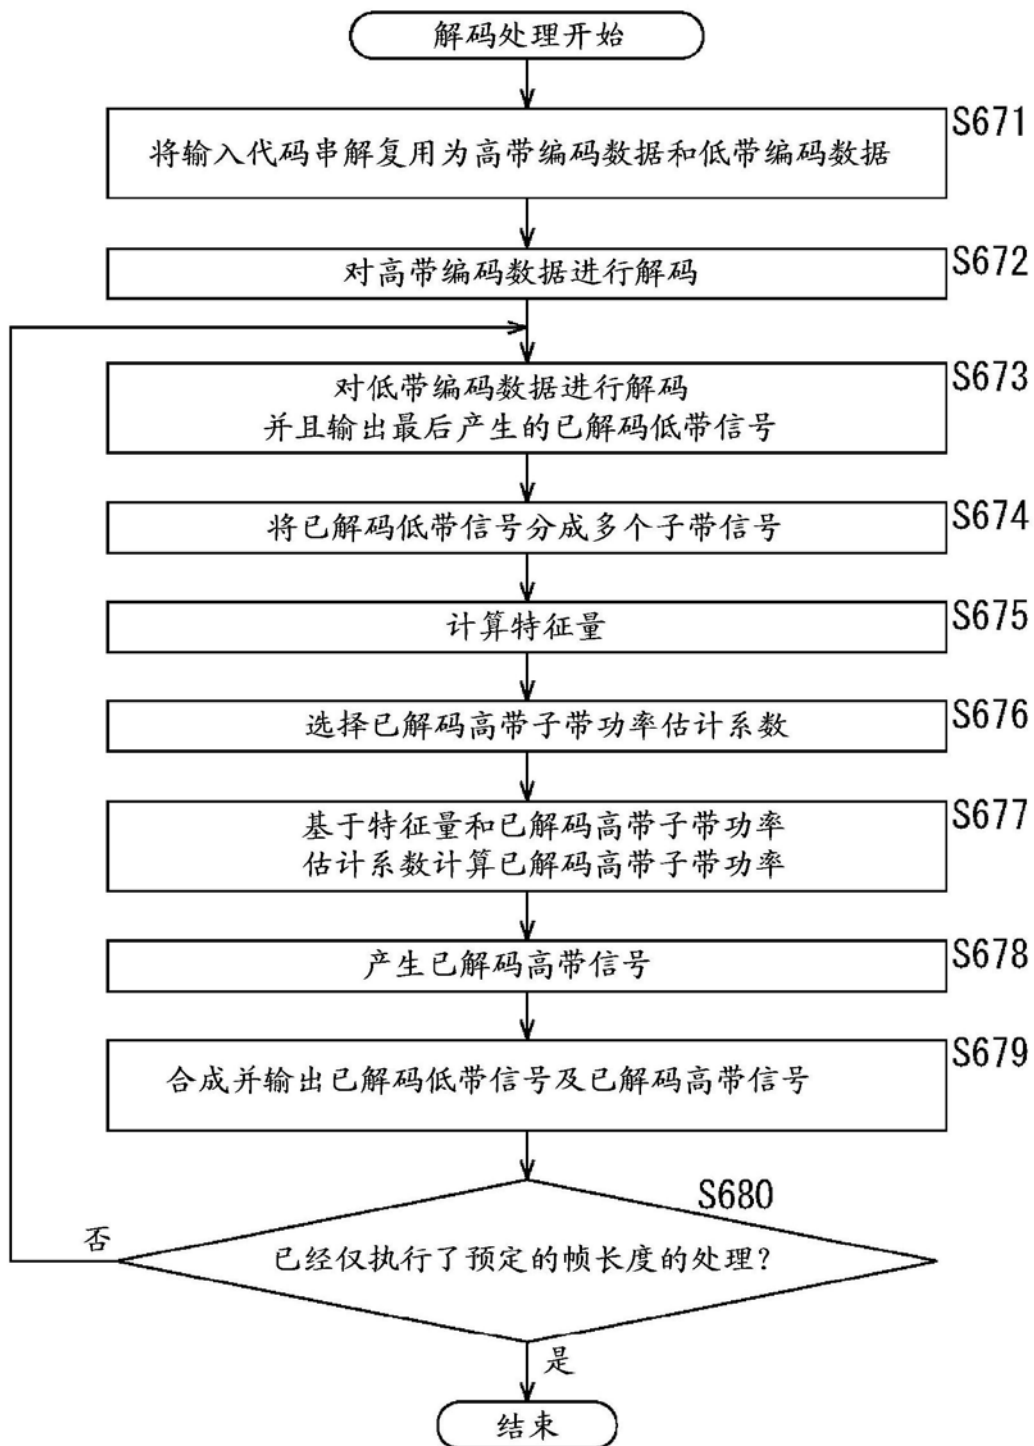 解码处理开始
S671
将输入代码串解复用为高带编码数据和低带编码数据
S672
对高带编码数据进行解码
S673
对低带编码数据进行解码
并且输出最后产生的已解码低带信号
S674
将已解码低带信号分成多个子带信号
S675
计算特征量
S676
选择已解码高带子带功率估计系数
S677
基于特征量和已解码高带子带功率
估计系数计算已解码高带子带功率
S678
产生已解码高带信号
S679
合成并输出已解码低带信号及已解码高带信号
S680
否
已经仅执行了预定的帧长度的处理?
是
结束